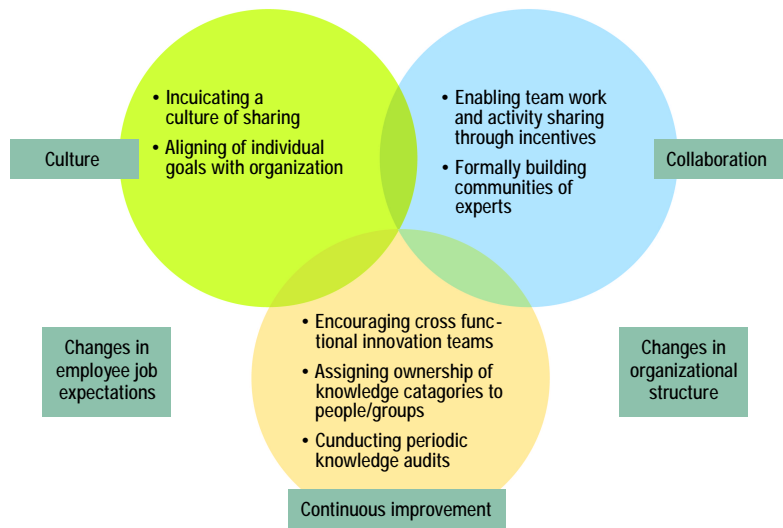 • Incuicating a
culture of sharing
• Aligning of individual
goals with organization
Culture
• Enabling team work
and activity sharing
through incentives
• Formally building
communities of
experts
Collaboration
• Encouraging cross func-
tional innovation teams
• Assigning ownership of
knowledge catagories to
people/groups
• Cunducting periodic
knowledge audits
Changes in
employee job
expectations
Changes in
organizational
structure
Continuous improvement